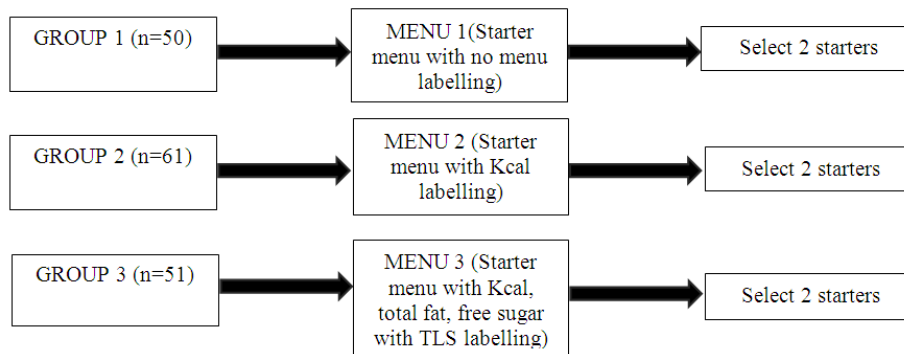 GROUP 1 (n=50)
MENU 1(Starter
menu with no menu
labelling)
Select 2 starters
GROUP 2 (n=61)
MENU 2 (Starter
menu with Kcal
labelling)
Select 2 starters
GROUP 3 (n=51)
MENU 3 (Starter
menu with Kcal,
total fat, free sugar
with TLS labelling)
Select 2 starters